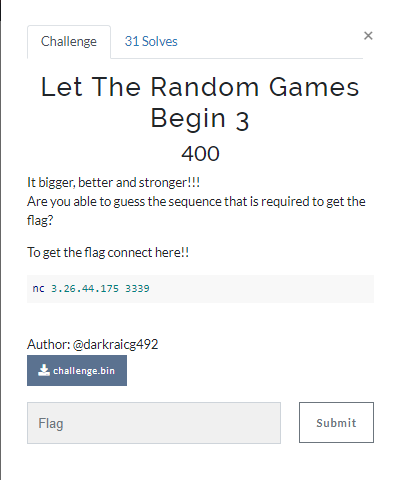 Challenge
31 Solves
×
Let The Random Games
Begin 3
400
It bigger, better and stronger!!!
Are you able to guess the sequence that is required to get the
flag?
To get the flag connect here!!
nc 3.26.44.175 3339
Author: @darkraicg492
challenge.bin
Flag
Submit